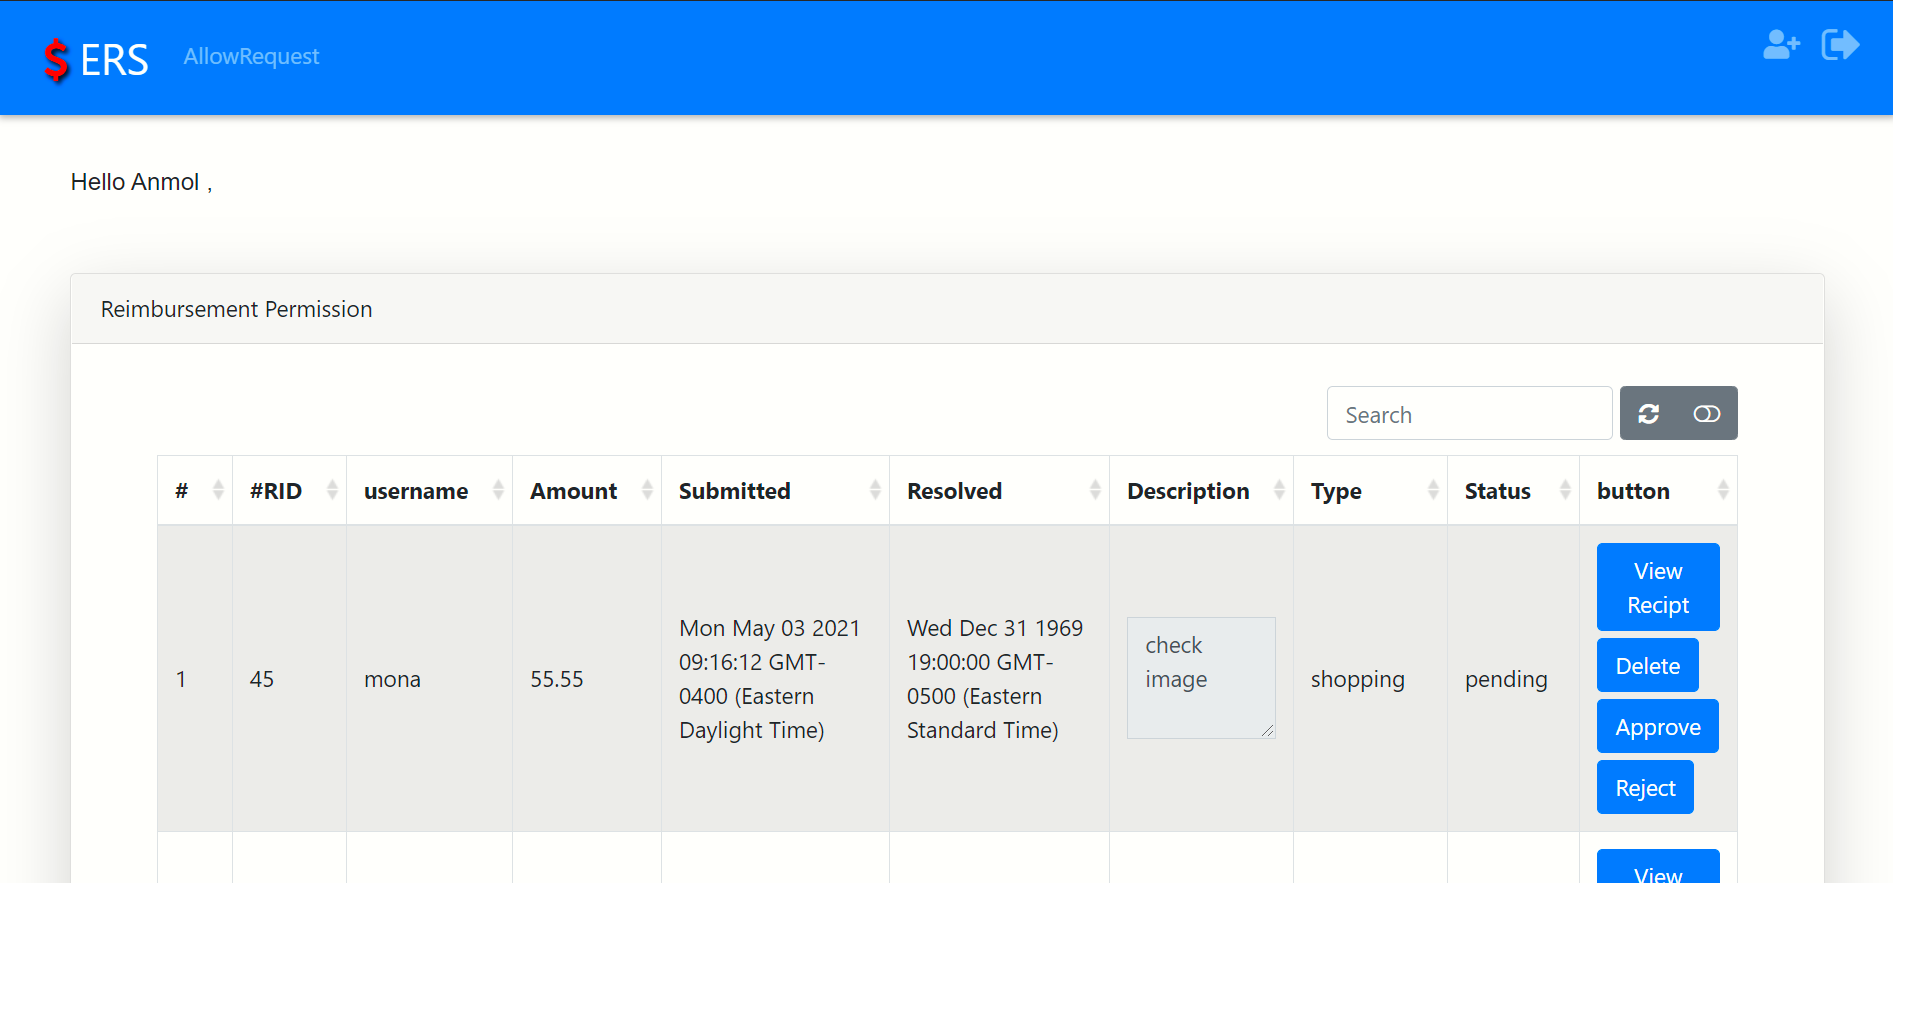 $ ERS AllowRequest
Hello Anmol ,
Reimbursement Permission
Search
# #RID username Amount Submitted Resolved Description Type Status button
1 45 mona 55.55
Mon May 03 2021
09:16:12 GMT-
0400 (Eastern
Daylight Time)
Wed Dec 31 1969
19:00:00 GMT-
0500 (Eastern
Standard Time)
check
image
shopping
pending
View
Recipt
Delete
Approve
Reject
View